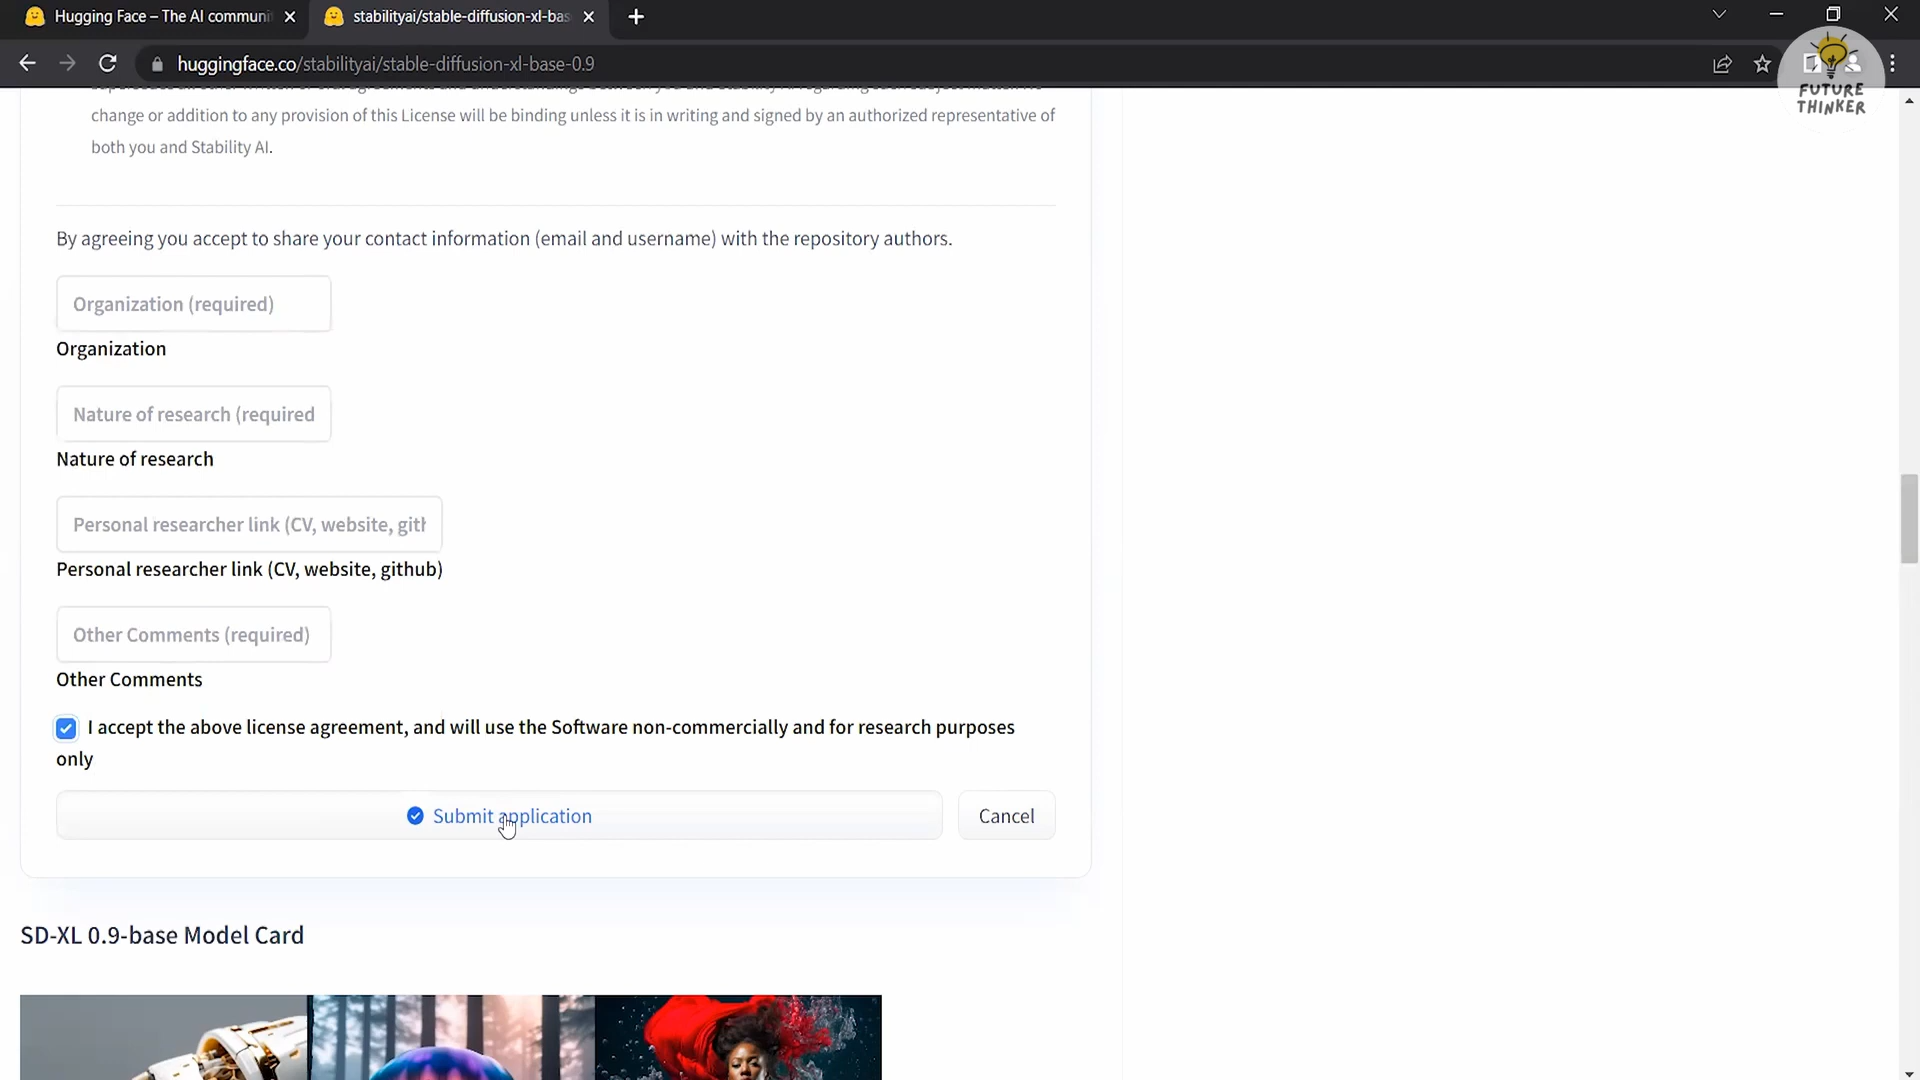 Hugging Face – The AI communi
stabilityai/stable-diffusion-xl-bas
huggingface.co/stabilityai/stable-diffusion-xl-base-0.9
FUTURE
THINKER
change or addition to any provision of this License will be binding unless it is in writing and signed by an authorized representative of
both you and Stability AI.
By agreeing you accept to share your contact information (email and username) with the repository authors.
Organization (required)
Organization
Nature of research (required
Nature of research
Personal researcher link (CV, website, gith
Personal researcher link (CV, website, github)
Other Comments (required)
Other Comments
I accept the above license agreement, and will use the Software non-commercially and for research purposes
only
Submit application
Cancel
SD-XL 0.9-base Model Card